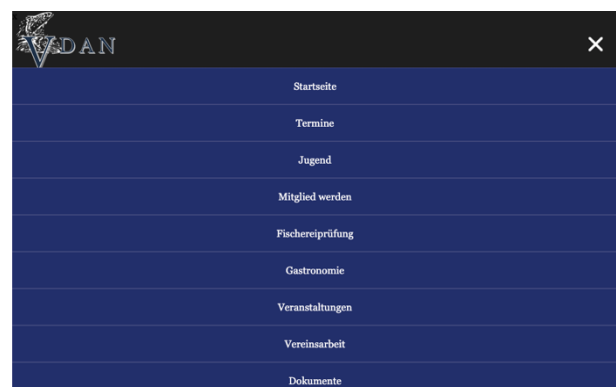 VDAN
Startseite
Termine
Jugend
Mitglied werden
Fischereiprüfung
Gastronomie
Veranstaltungen
Vereinsarbeit
Dokumente